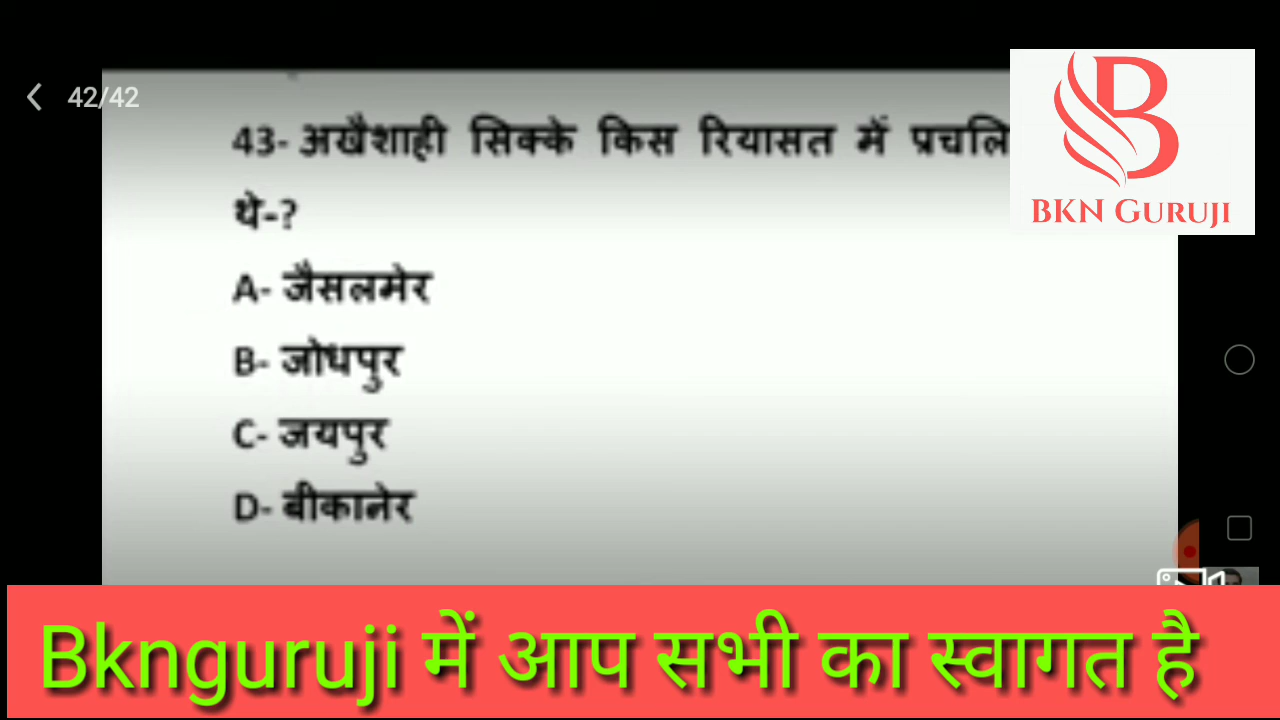 42/42
43- अखैशाही सिक्के किस रियासत में प्रचलि
थे-?
A- जैसलमेर
B- जोधपुर
C- जयपुर
D- बीकानेर
B
BKN GURUJI
Bknguruji में आप सभी का स्वागत है